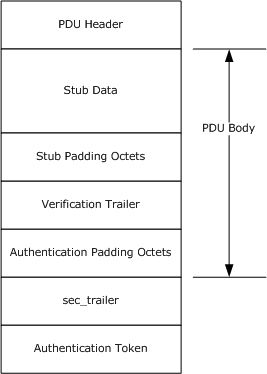 PDU Header
Stub Data
Stub Padding Octets
PDU Body
Verification Trailer
Authentication Padding Octets
sec_trailer
Authentication Token